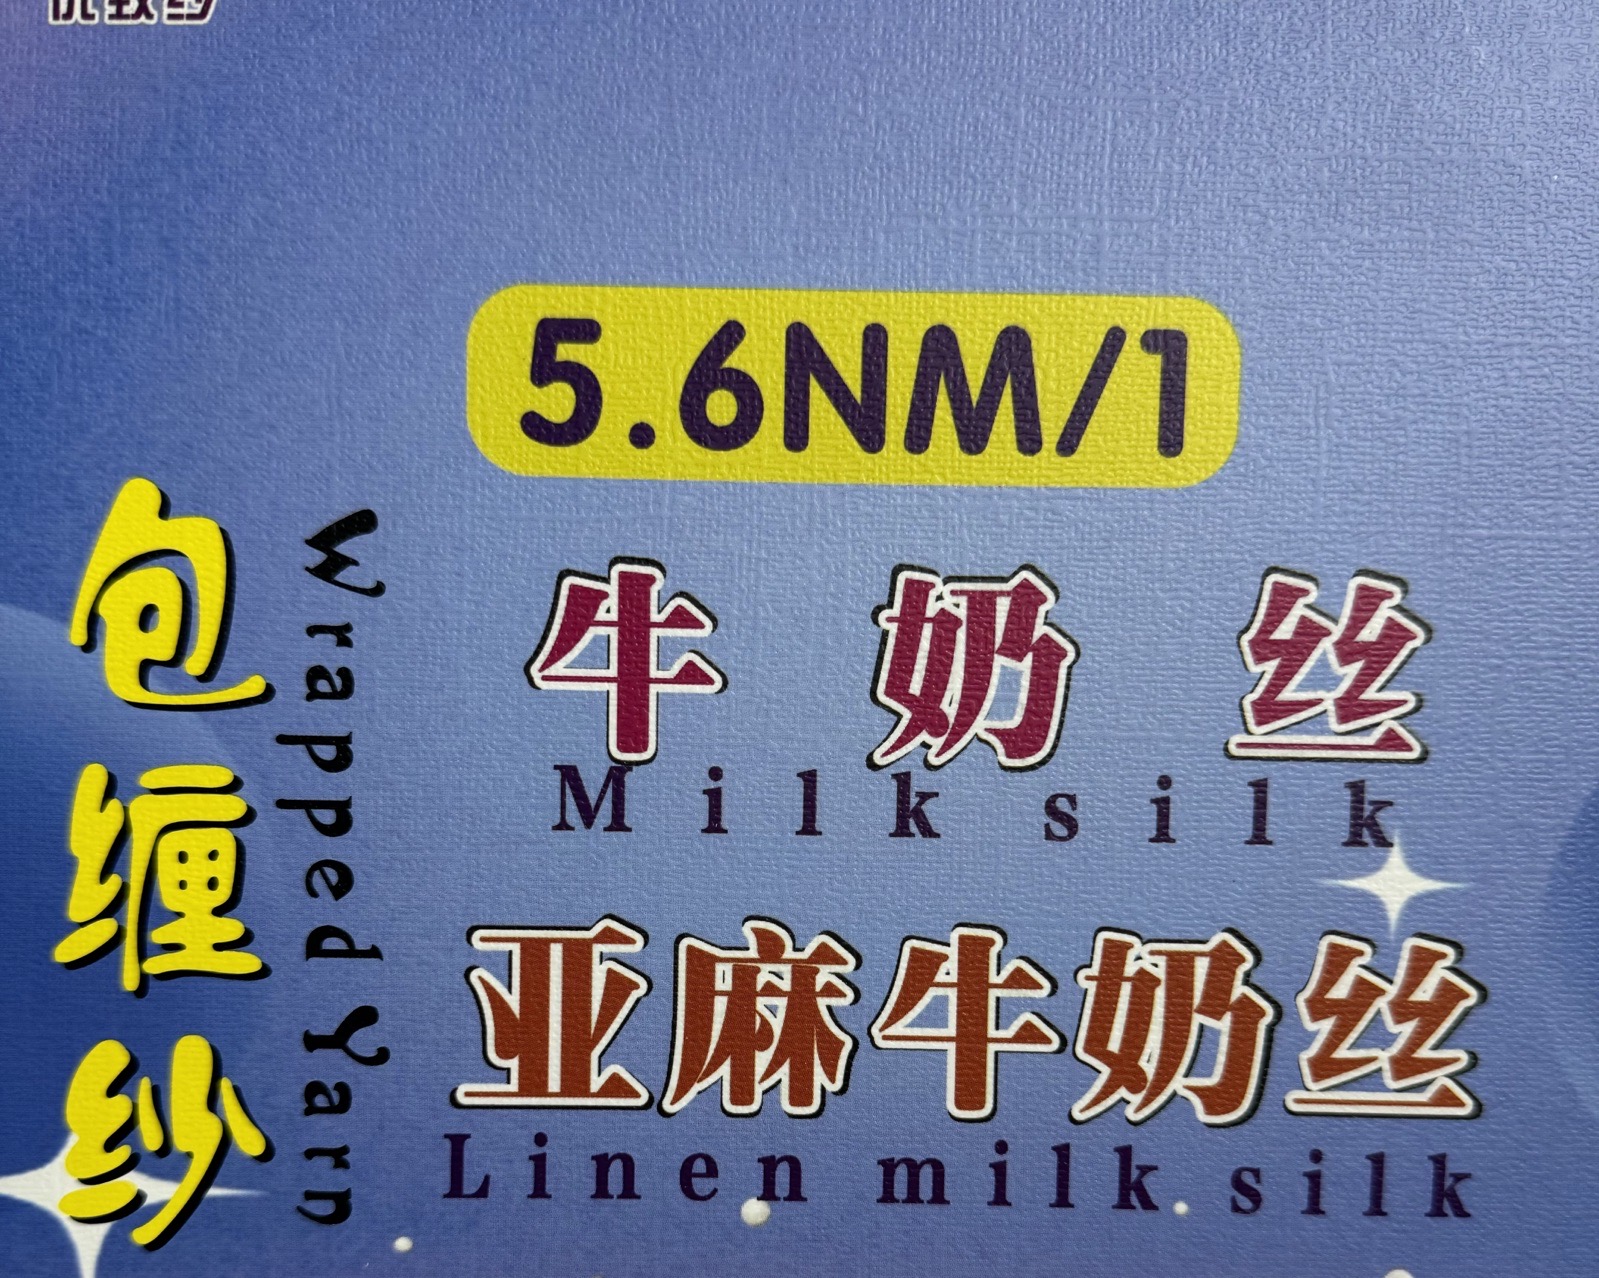 5.6NM/1
包缠纱
Wrapped Yarn
牛奶丝
Milk silk
亚麻牛奶丝
Linen milk silk